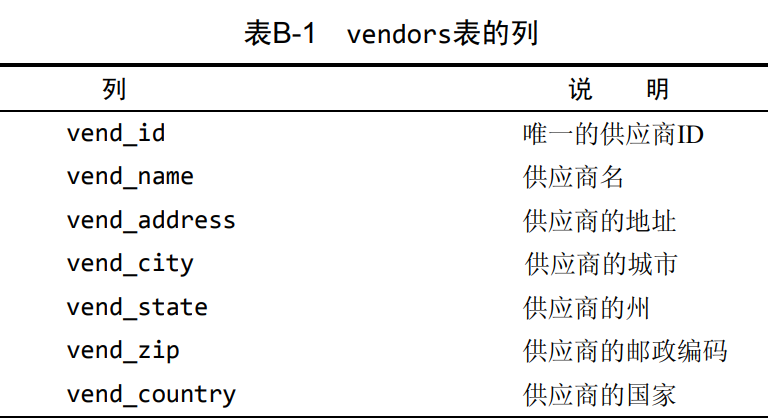 表B-1 vendors表的列
列 说 明
vend_id 唯一的供应商ID
vend_name 供应商名
vend_address 供应商的地址
vend_city 供应商的城市
vend_state 供应商的州
vend_zip 供应商的邮政编码
vend_country 供应商的国家